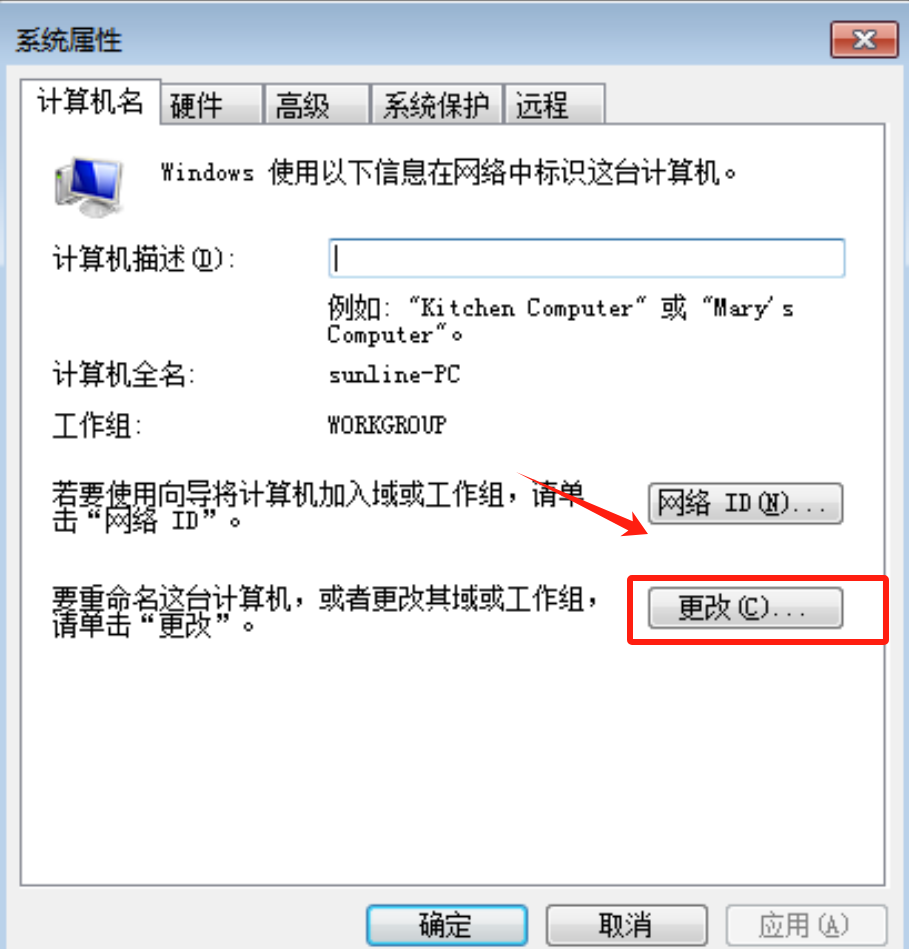 系统属性
计算机名 硬件 高级 系统保护 远程
Windows 使用以下信息在网络中标识这台计算机。
计算机描述(D):
例如: "Kitchen Computer" 或 "Mary's
Computer"。
计算机全名: sunline-PC
工作组: WORKGROUP
若要使用向导将计算机加入域或工作组，请单
击“网络 ID”。
网络 ID(N)...
要重命名这台计算机，或者更改其域或工作组，
请单击“更改”。
更改(C)...
确定 取消 应用(A)